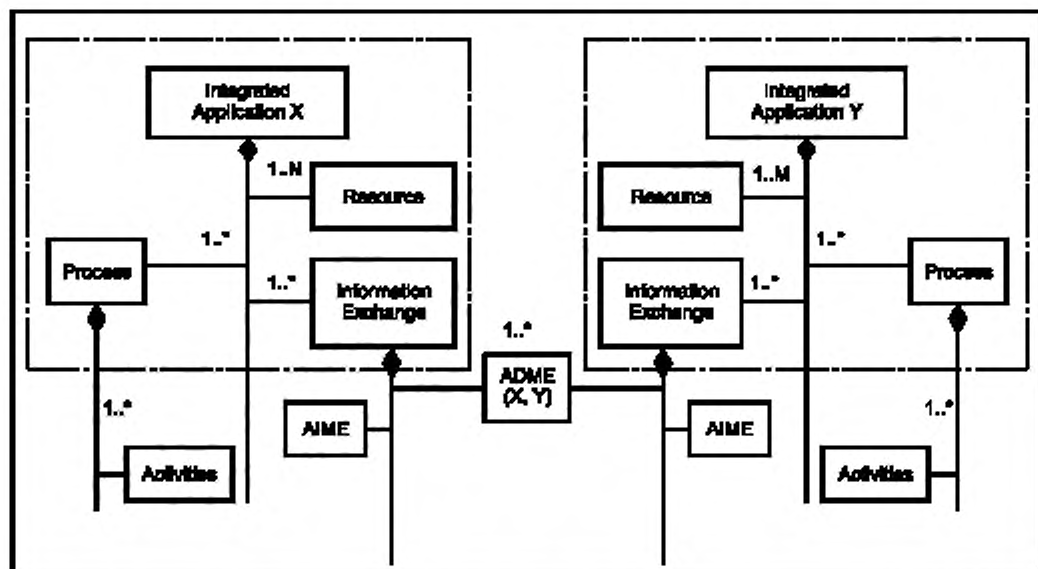 Integrated
Application X
1..N
Resource
1..*
Process
1..*
Information
Exchange
1..*
Activities
AIME
1..*
ADME
(X, Y)
Integrated
Application Y
Resource
1..M
1..*
Process
Information
Exchange
1..*
AIME
1..*
Activities